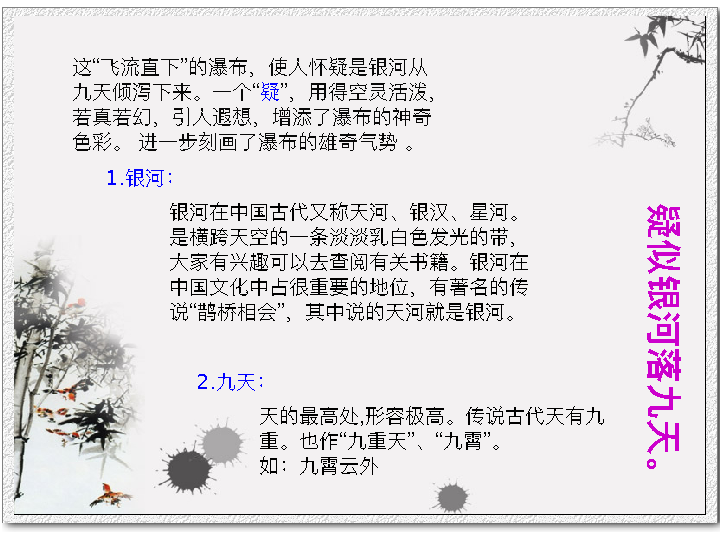 这“飞流直下”的瀑布，使人怀疑是银河从
九天倾泻下来。一个“疑”，用得空灵活泼，
若真若幻，引人遐想，增添了瀑布的神奇
色彩。 进一步刻画了瀑布的雄奇气势 。
1.银河：
银河在中国古代又称天河、银汉、星河。
是横跨天空的一条淡淡乳白色发光的带，
大家有兴趣可以去查阅有关书籍。银河在
中国文化中占很重要的地位，有著名的传
说“鹊桥相会”，其中说的天河就是银河。
2.九天：
天的最高处,形容极高。传说古代天有九
重。也作“九重天”、“九霄”。
如：九霄云外
疑似银河落九天。